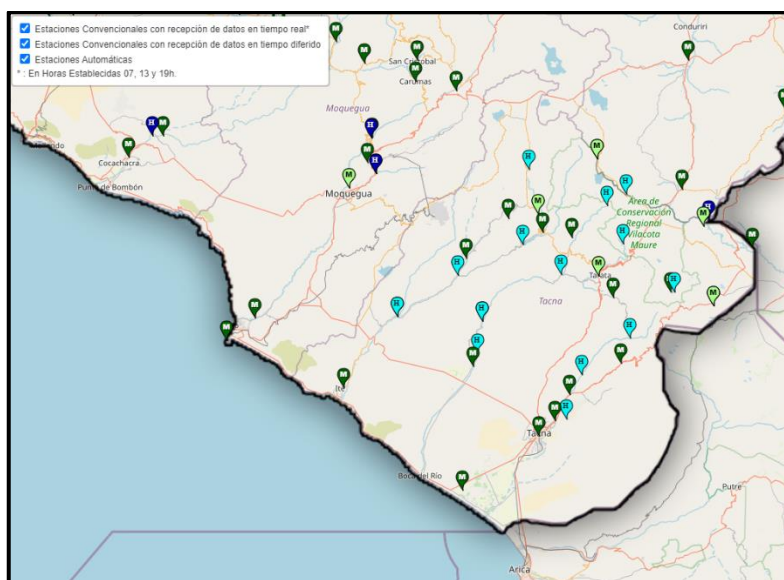 Estaciones Convencionales con recepción de datos en tiempo real*
Conduriri
Estaciones Convencionales con recepción de datos en tiempo diferido
San Cristobal
Estaciones Automáticas
Carumas
* : En Horas Establecidas 07, 13 y 19h.
Moquegua
Cocachacra
Punta de Bombón
Moquegua
Área de
Conservación
Regional
Vilacota
Maure
Tarata
Tacna
Ite
Tacna
Boca del Río
Putre
Arica